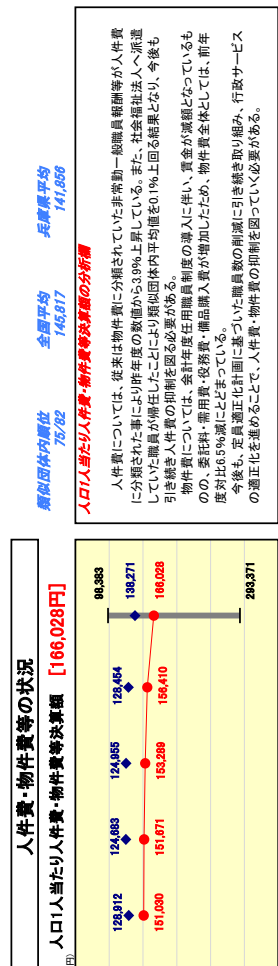 人件費・物件費等の状況
人口1人当たり人件費・物件費等決算額　[166,028円]
円)
128,912
124,683
124,955
128,454
98,383
138,271
166,028
151,030
151,671
153,289
156,410
293,371
類似団体内順位
75/82
全国平均
146,817
兵庫県平均
141,856
人口1人当たり人件費・物件費等決算額の分析欄
人件費については、従来は物件費に分類されていた非常勤一般職員報酬等が人件費
に分類された事により昨年度の数値から3.9%上昇している。また、社会福祉法人へ派遣
していた職員が帰任したことにより類似団体内平均値を0.1%上回る結果となり、今後も
引き続き人件費の抑制を図る必要がある。
物件費については、会計年度任用職員制度の導入に伴い、賃金が減額となっているも
のの、委託料・需用費・役務費・備品購入費が増加したため、物件費全体としては、前年
度対比6.5%減にとどまっている。
今後も、定員適正化計画に基づいた職員数の削減に引き続き取り組み、行政サービス
の適正化を進めることで、人件費・物件費の抑制を図っていく必要がある。